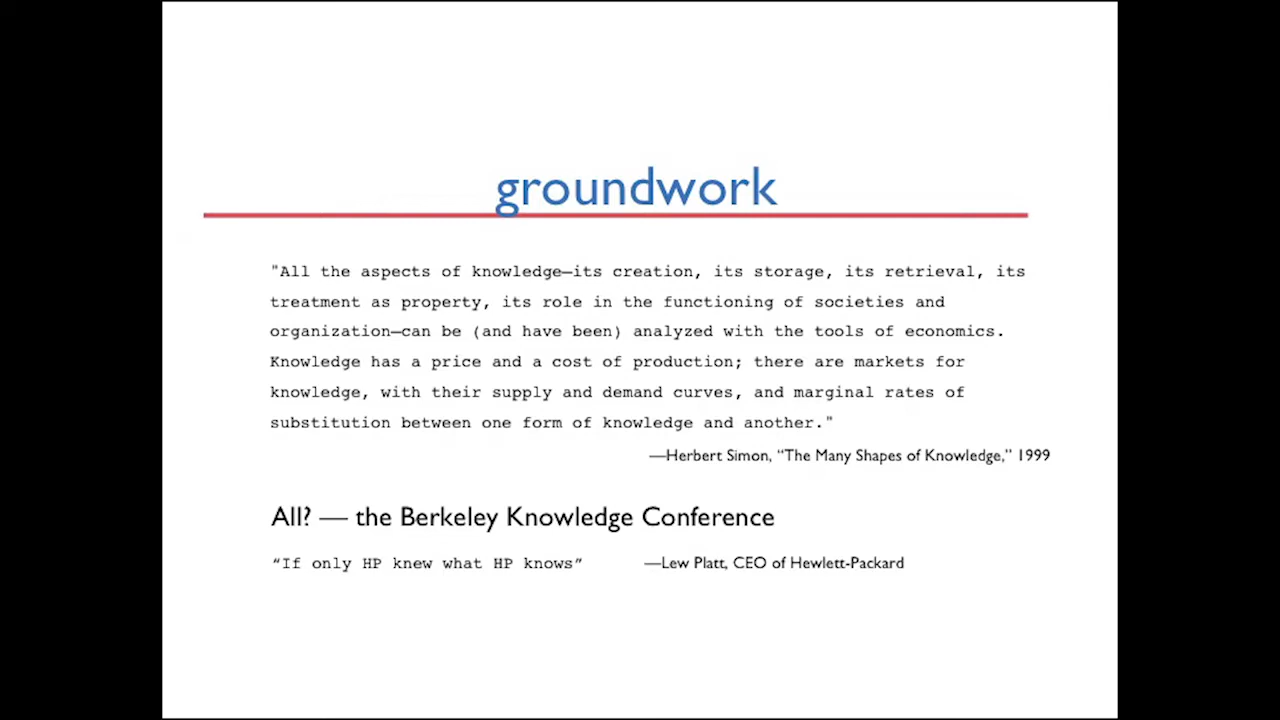 groundwork
"All the aspects of knowledge—its creation, its storage, its retrieval, its
treatment as property, its role in the functioning of societies and
organization—can be (and have been) analyzed with the tools of economics.
Knowledge has a price and a cost of production; there are markets for
knowledge, with their supply and demand curves, and marginal rates of
substitution between one form of knowledge and another."
—Herbert Simon, “The Many Shapes of Knowledge,” 1999
All? — the Berkeley Knowledge Conference
“If only HP knew what HP knows” —Lew Platt, CEO of Hewlett-Packard